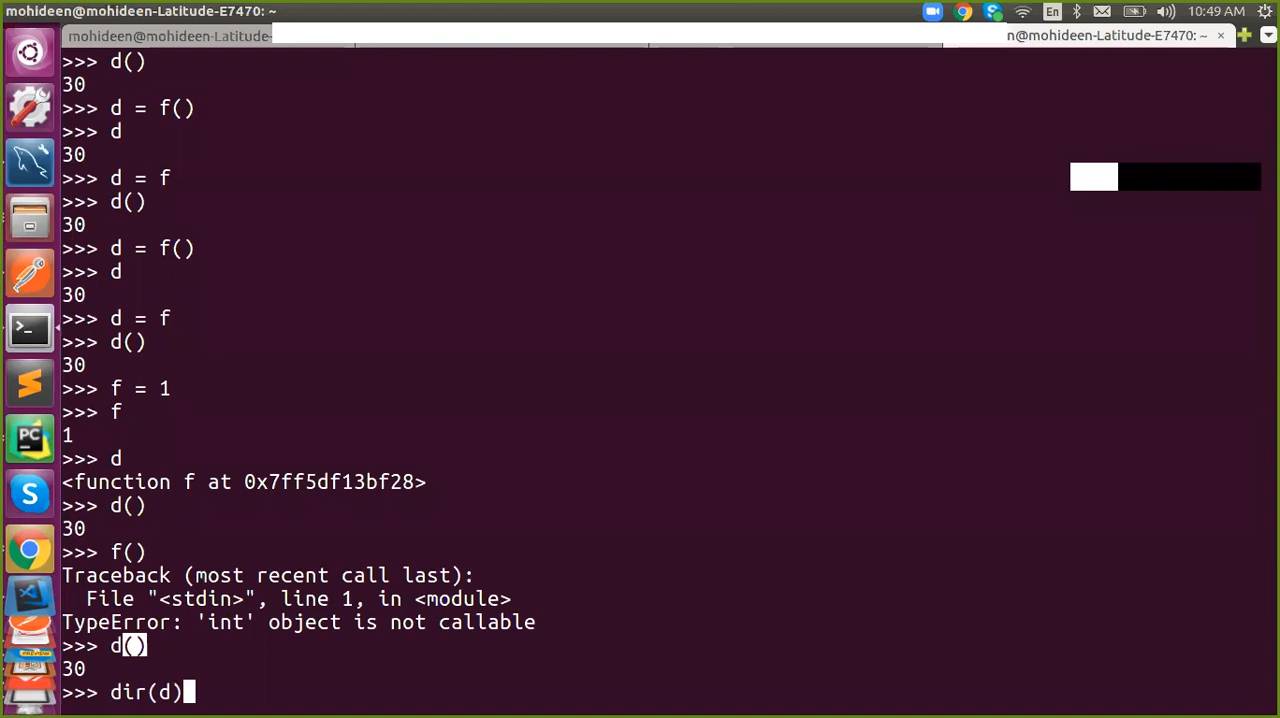 mohideen@mohideen-Latitude-E7470: ~
En
10:49 AM
mohideen@mohideen-Latitude-
n@mohideen-Latitude-E7470: ~ ×
>>> d()
30
>>> d = f()
>>> d
30
>>> d = f
>>> d()
30
>>> d = f()
>>> d
30
>>> d = f
>>> d()
30
>>> f = 1
>>> f
1
>>> d
<function f at 0x7ff5df13bf28>
>>> d()
30
>>> f()
Traceback (most recent call last):
  File "<stdin>", line 1, in <module>
TypeError: 'int' object is not callable
>>> d()
30
>>> dir(d)
>_
PC
S